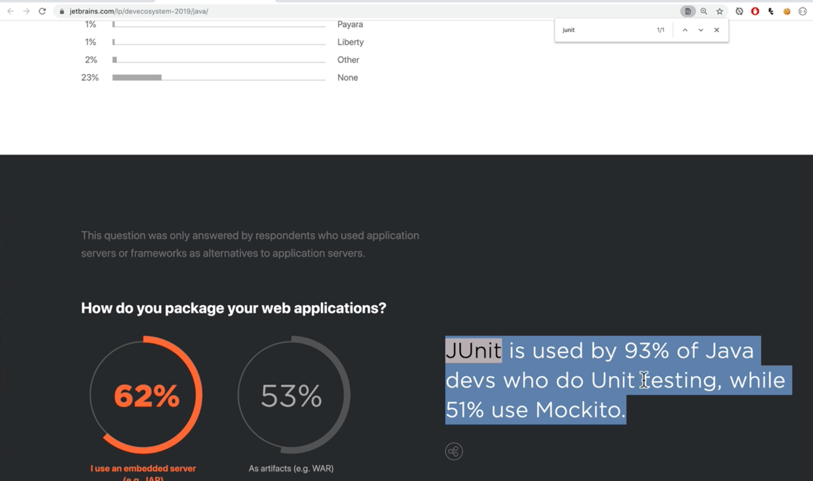 jetbrains.com/lp/devecosystem-2019/java/
junit
1/1
1%
Payara
1%
Liberty
2%
Other
23%
None
This question was only answered by respondents who used application
servers or frameworks as alternatives to application servers.
How do you package your web applications?
62%
53%
I use an embedded server
(e.g. JAR)
As artifacts (e.g. WAR)
JUnit is used by 93% of Java
devs who do Unit testing, while
51% use Mockito.